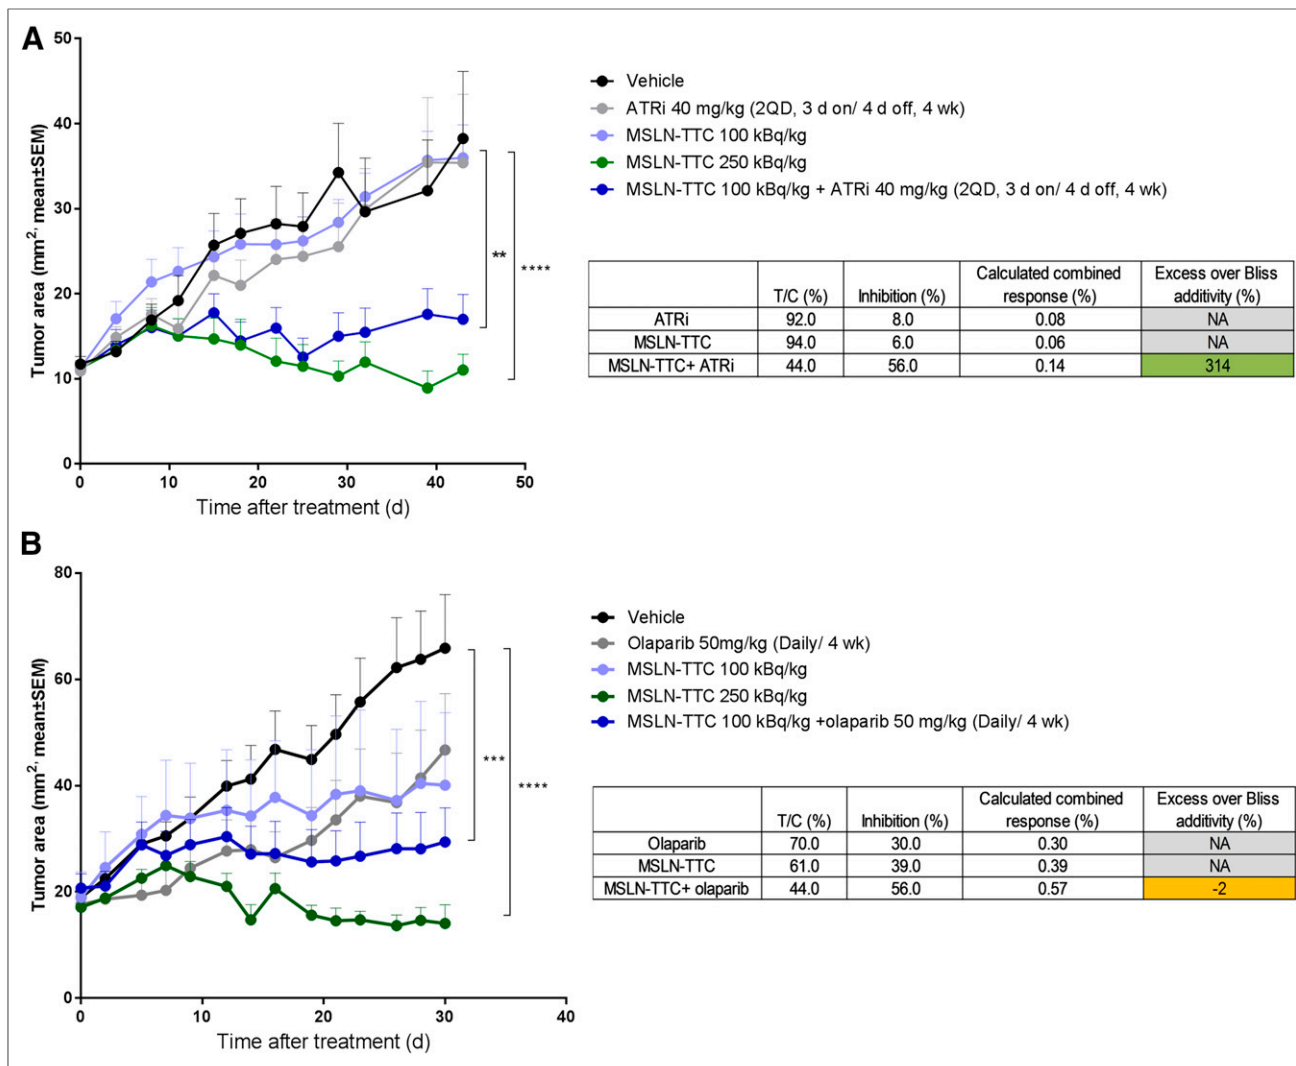 A
50
40
30
20
10
0
0 10 20 30 40 50
Tumor area (mm², mean±SEM)
Time after treatment (d)
**
****
Vehicle
ATRi 40 mg/kg (2QD, 3 d on/ 4 d off, 4 wk)
MSLN-TTC 100 kBq/kg
MSLN-TTC 250 kBq/kg
MSLN-TTC 100 kBq/kg + ATRi 40 mg/kg (2QD, 3 d on/ 4 d off, 4 wk)
Calculated combined Excess over Bliss
T/C (%) Inhibition (%) response (%) additivity (%)
ATRi 92.0 8.0 0.08 NA
MSLN-TTC 94.0 6.0 0.06 NA
MSLN-TTC+ ATRi 44.0 56.0 0.14 314
B
80
60
40
20
0
0 10 20 30 40
Tumor area (mm², mean±SEM)
Time after treatment (d)
***
****
Vehicle
Olaparib 50mg/kg (Daily/ 4 wk)
MSLN-TTC 100 kBq/kg
MSLN-TTC 250 kBq/kg
MSLN-TTC 100 kBq/kg +olaparib 50 mg/kg (Daily/ 4 wk)
Calculated combined Excess over Bliss
T/C (%) Inhibition (%) response (%) additivity (%)
Olaparib 70.0 30.0 0.30 NA
MSLN-TTC 61.0 39.0 0.39 NA
MSLN-TTC+ olaparib 44.0 56.0 0.57 -2